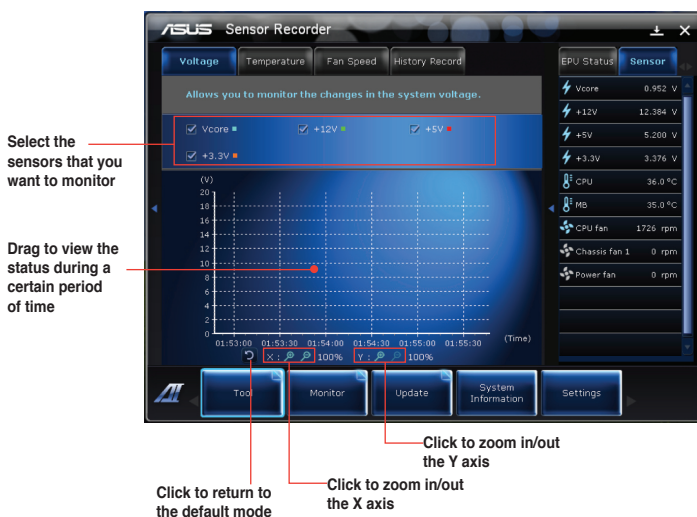 ASUS Sensor Recorder
Voltage Temperature Fan Speed History Record
EPU Status Sensor
Allows you to monitor the changes in the system voltage.
Vcore +12V +5V
+3.3V
Select the
sensors that you
want to monitor
Drag to view the
status during a
certain period
of time
(V)
20
18
16
14
12
10
8
6
4
2
0
01:53:00 01:53:30 01:54:00 01:54:30 01:55:00 01:55:30 (Time)
X : 100% Y : 100%
Vcore 0.952 V
+12V 12.384 V
+5V 5.200 V
+3.3V 3.376 V
CPU 36.0 °C
MB 35.0 °C
CPU fan 1726 rpm
Chassis fan 1 0 rpm
Power fan 0 rpm
AI Tool Monitor Update System Information Settings
Click to zoom in/out
the Y axis
Click to zoom in/out
the X axis
Click to return to
the default mode